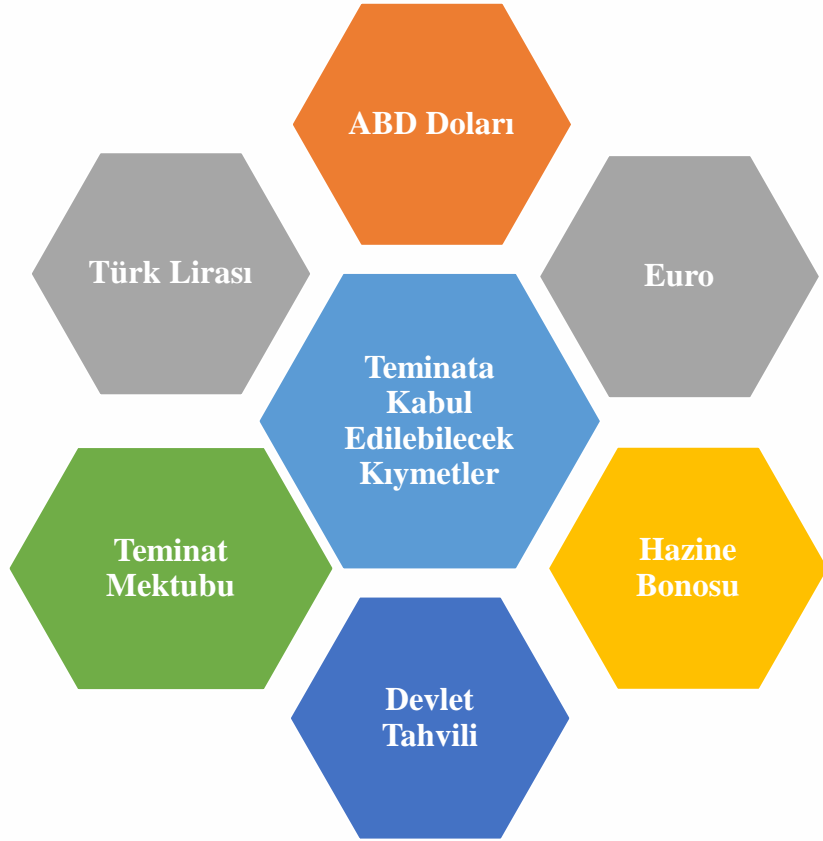 ABD Doları
Türk Lirası
Euro
Teminata
Kabul
Edilebilecek
Kıymetler
Teminat
Mektubu
Hazine
Bonosu
Devlet
Tahvili